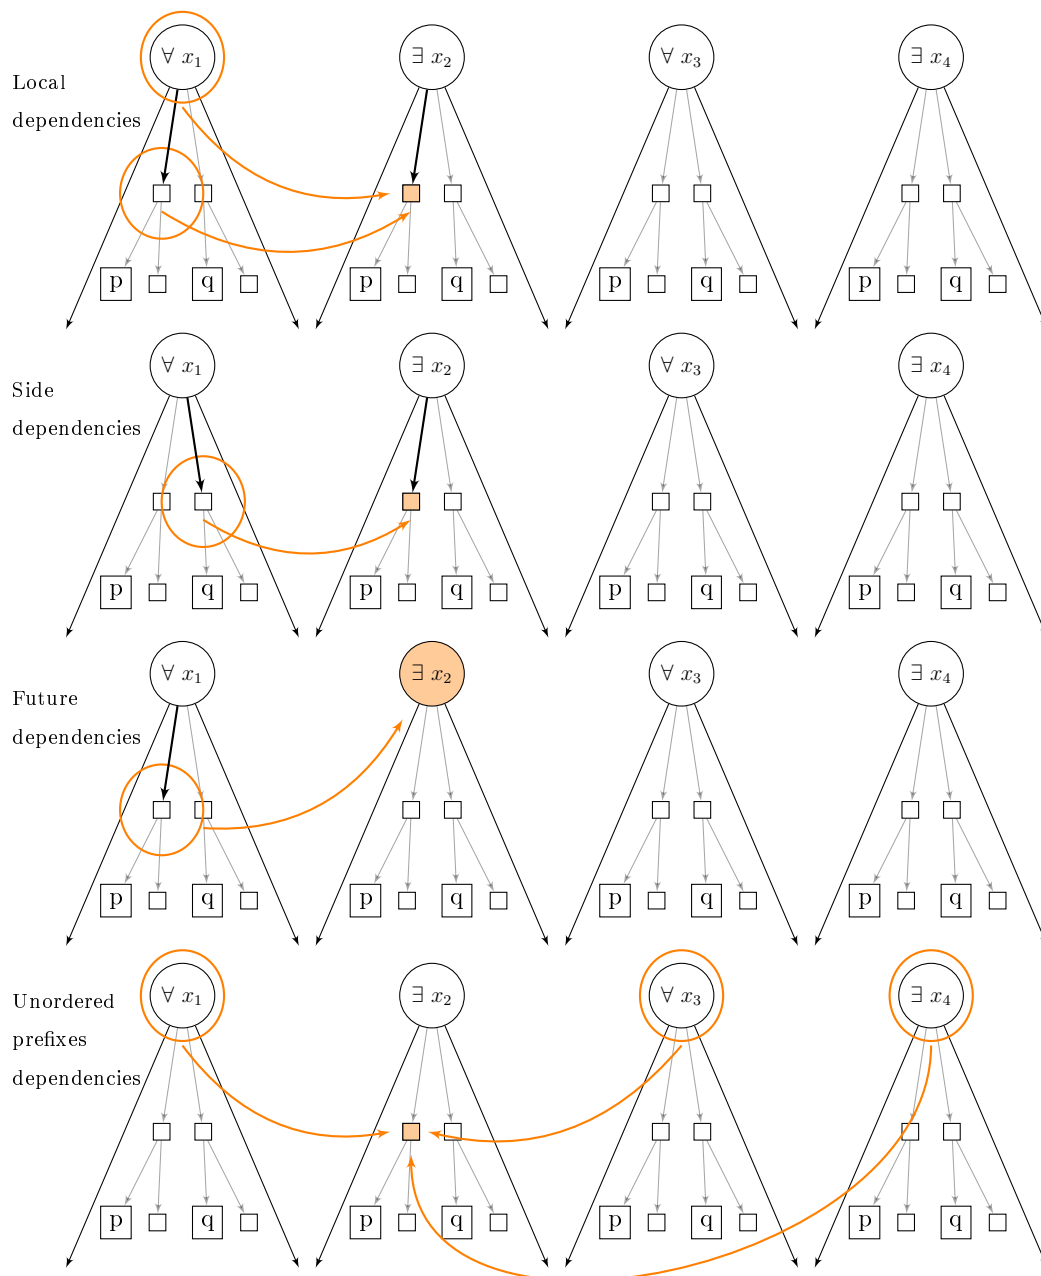 ∀ x₁ ∃ x₂ ∀ x₃ ∃ x₄
Local
dependencies
p q p q p q p q
∀ x₁ ∃ x₂ ∀ x₃ ∃ x₄
Side
dependencies
p q p q p q p q
∀ x₁ ∃ x₂ ∀ x₃ ∃ x₄
Future
dependencies
p q p q p q p q
∀ x₁ ∃ x₂ ∀ x₃ ∃ x₄
Unordered
prefixes
dependencies
p q p q p q p q